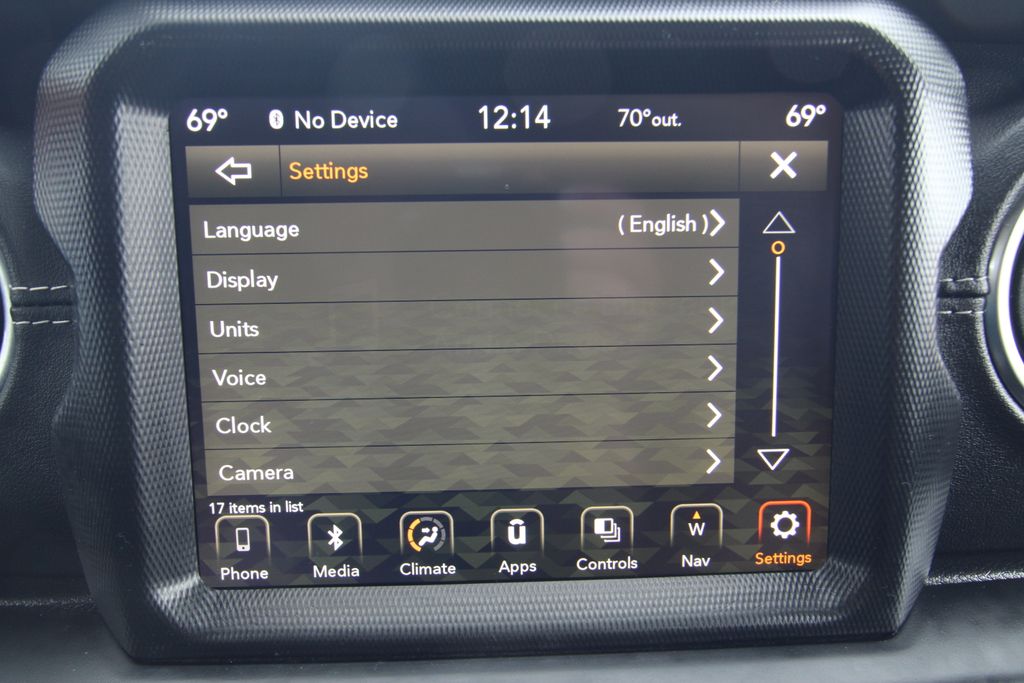 69° No Device 12:14 70°out. 69°
Settings
Language ( English )
Display
Units
Voice
Clock
Camera
17 items in list
W
Phone Media Climate Apps Controls Nav Settings